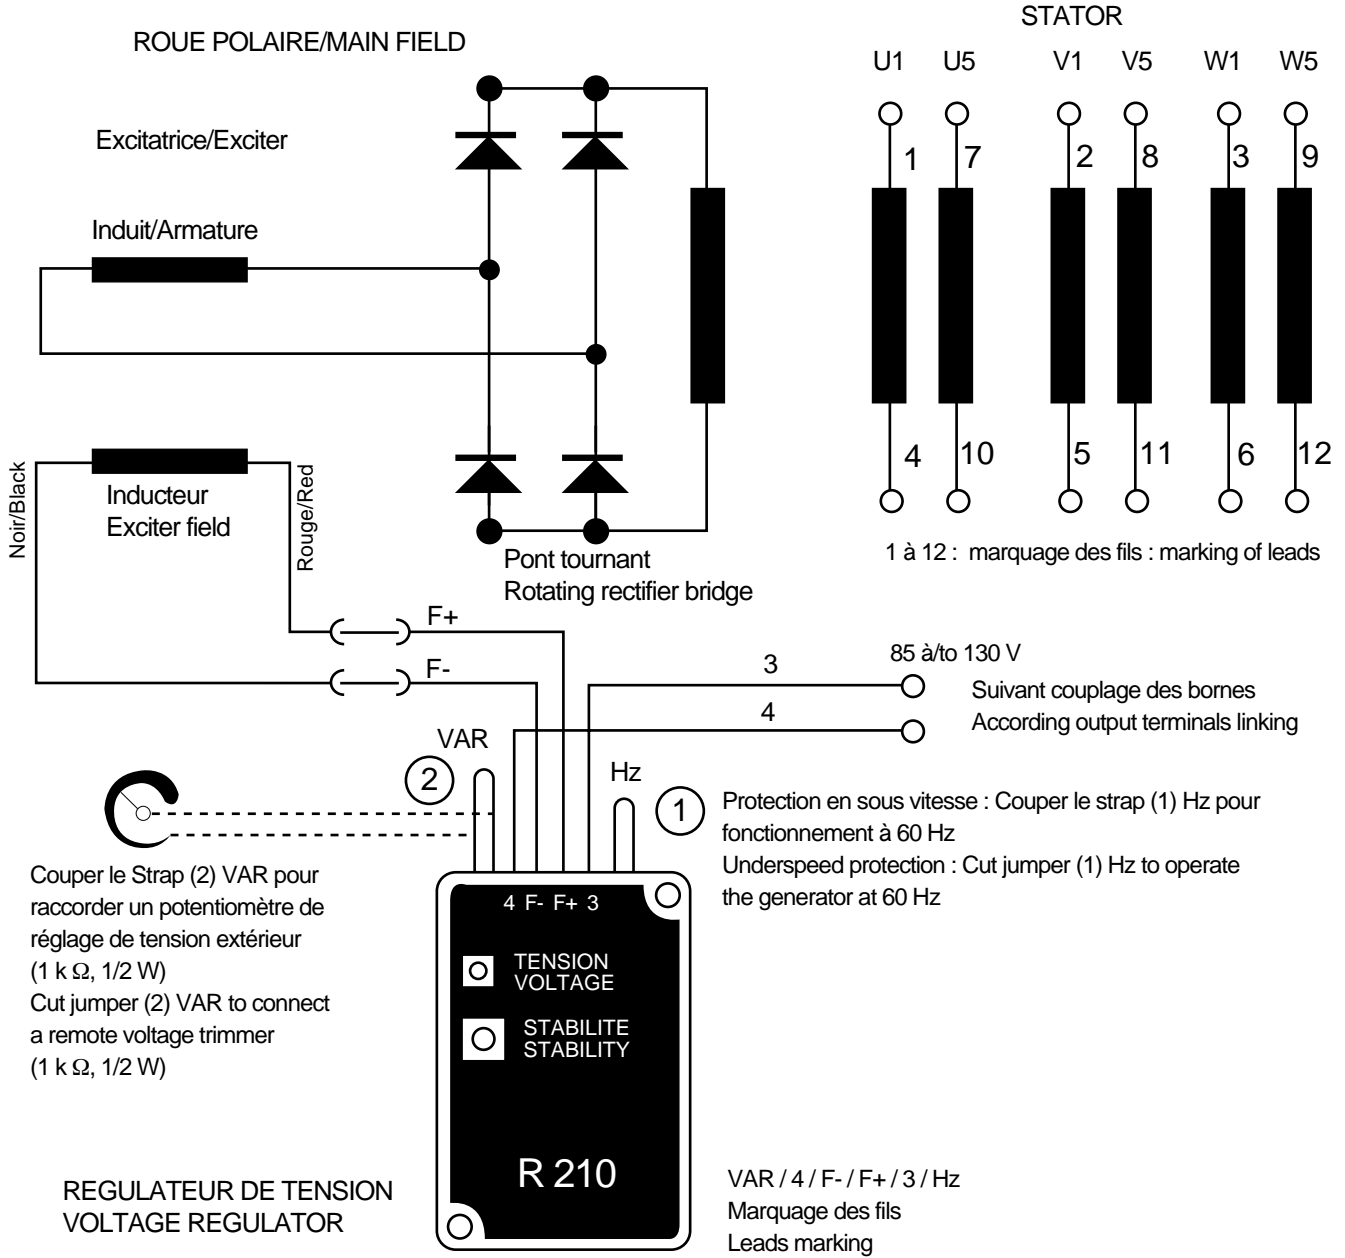 STATOR
ROUE POLAIRE/MAIN FIELD
U1 U5 V1 V5 W1 W5
Excitatrice/Exciter
1 7 2 8 3 9
Induit/Armature
4 10 5 11 6 12
Noir/Black
Rouge/Red
Inducteur
Exciter field
1 à 12 : marquage des fils : marking of leads
Pont tournant
Rotating rectifier bridge
F+
F-
85 à/to 130 V
3
4
Suivant couplage des bornes
According output terminals linking
VAR
2
Hz
1
Protection en sous vitesse : Couper le strap (1) Hz pour
fonctionnement à 60 Hz
Underspeed protection : Cut jumper (1) Hz to operate
the generator at 60 Hz
Couper le Strap (2) VAR pour
raccorder un potentiomètre de
réglage de tension extérieur
(1 k Ω, 1/2 W)
Cut jumper (2) VAR to connect
a remote voltage trimmer
(1 k Ω, 1/2 W)
4 F- F+ 3
TENSION
VOLTAGE
STABILITE
STABILITY
R 210
REGULATEUR DE TENSION
VOLTAGE REGULATOR
VAR / 4 / F- / F+ / 3 / Hz
Marquage des fils
Leads marking